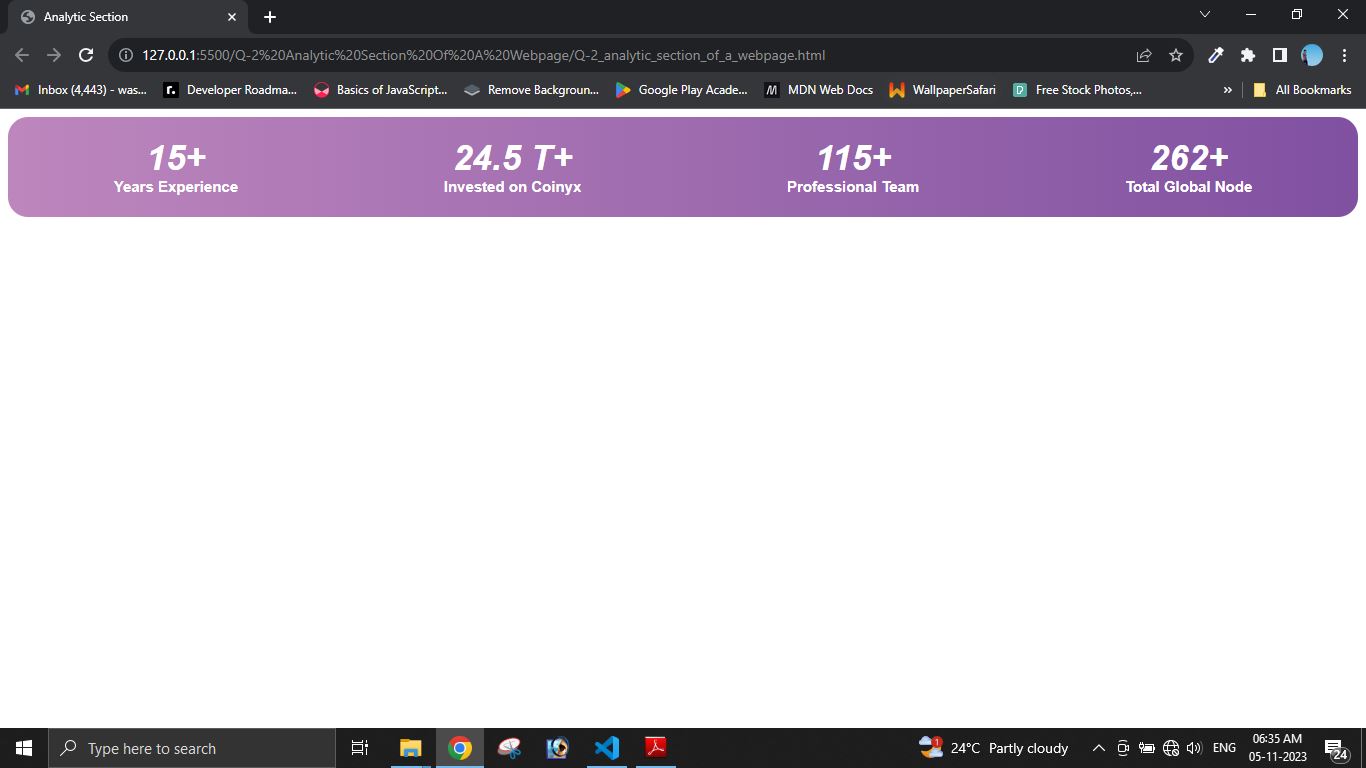 Analytic Section
127.0.0.1:5500/Q-2%20Analytic%20Section%20Of%20A%20Webpage/Q-2_analytic_section_of_a_webpage.html
Inbox (4,443) - was... Developer Roadma... Basics of JavaScript... Remove Backgroun... Google Play Acade... MDN Web Docs WallpaperSafari Free Stock Photos,... » All Bookmarks
15+ 24.5 T+ 115+ 262+
Years Experience Invested on Coinyx Professional Team Total Global Node
Type here to search 1 24°C Partly cloudy ENG 06:35 AM
05-11-2023 24